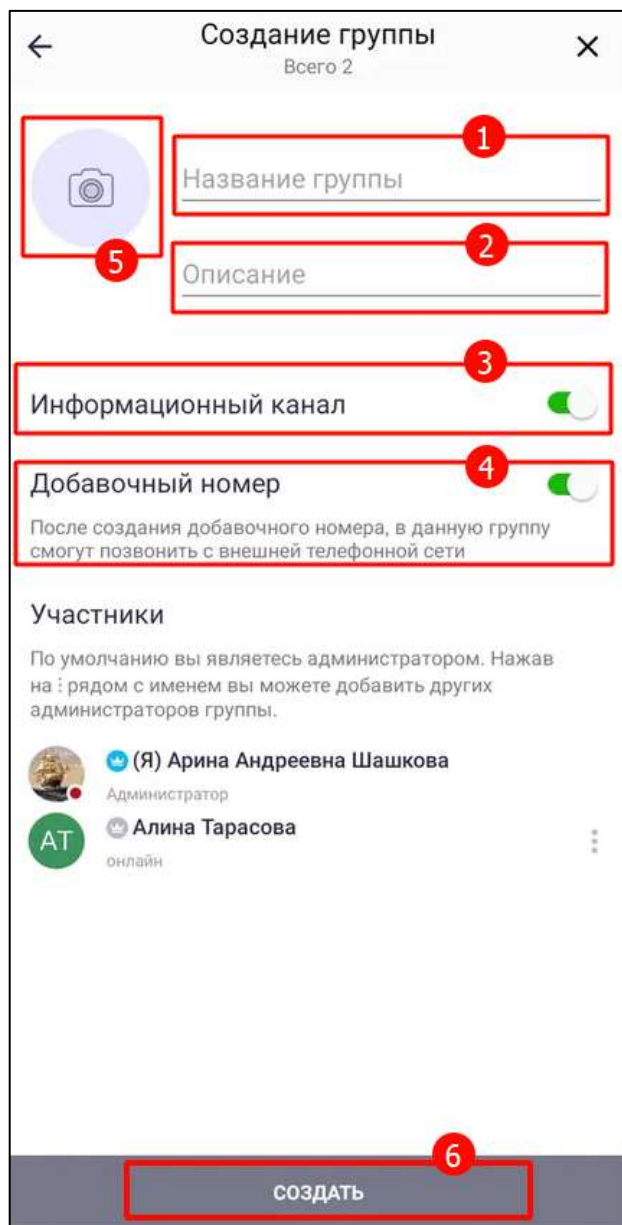 Создание группы
Всего 2
1
Название группы
2
Описание
5
3
Информационный канал
4
Добавочный номер
После создания добавочного номера, в данную группу
смогут позвонить с внешней телефонной сети
Участники
По умолчанию вы являетесь администратором. Нажав
на ⋮ рядом с именем вы можете добавить других
администраторов группы.
(Я) Арина Андреевна Шашкова
Администратор
АТ
Алина Тарасова
онлайн
6
СОЗДАТЬ